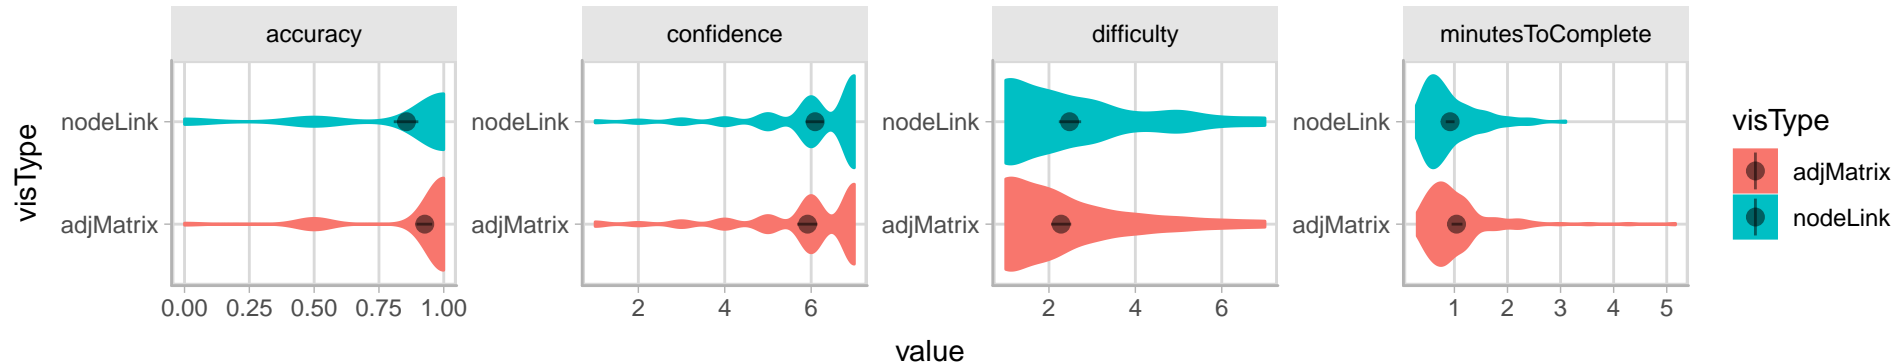 accuracy
confidence
difficulty
minutesToComplete
visType
nodeLink
adjMatrix
0.00 0.25 0.50 0.75 1.00
nodeLink
adjMatrix
2 4 6
nodeLink
adjMatrix
2 4 6
nodeLink
adjMatrix
1 2 3 4 5
value
visType
adjMatrix
nodeLink